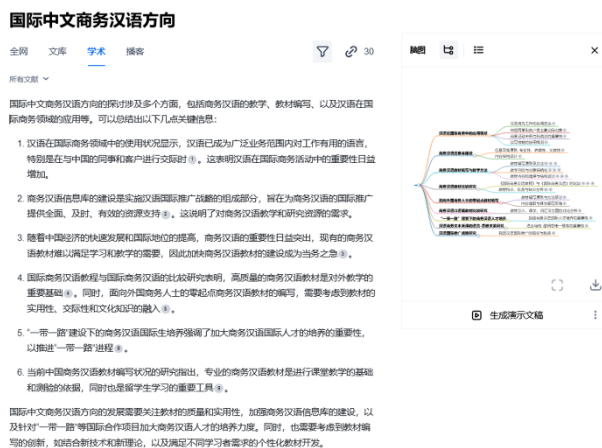 国际中文商务汉语方向
全网 文库 学术 播客 30
所有文献
国际中文商务汉语方向的探讨涉及多个方面，包括商务汉语的教学、教材编写、以及汉语在国
际商务领域的应用等。可以总结出以下几点关键信息：
1. 汉语在国际商务领域中的使用状况显示，汉语已成为广泛业务范围内对工作有用的语言，
特别是在与中国的同事和客户进行交际时。这表明汉语在国际商务活动中的重要性日益
增加。
2. 商务汉语信息库的建设是实施汉语国际推广战略的组成部分，旨在为商务汉语的国际推广
提供全面、及时、有效的资源支持。这说明了对商务汉语教学和研究资源的需求。
3. 随着中国经济的快速发展和国际地位的提高，商务汉语的重要性日益突出，现有的商务汉
语教材难以满足学习和教学的需要，因此加快商务汉语教材的建设成为当务之急。
4. 国际商务汉语教程与国际商务汉语的比较研究表明，高质量的商务汉语教材是对外教学的
重要基础。同时，面向外国商务人士的零起点商务汉语教材的编写，需要考虑到教材的
实用性、交际性和文化知识的融入。
5. “一带一路”建设下的商务汉语国际生培养强调了加大商务汉语国际人才的培养的重要性，
以推进“一带一路”进程。
6. 当前中国商务汉语教材编写状况的研究指出，专业的商务汉语教材是进行课堂教学的基础
和测验的依据，同时也是留学生学习的重要工具。
国际中文商务汉语方向的发展需要关注教材的质量和实用性，加强商务汉语信息库的建设，以
及针对“一带一路”等国际合作项目加大商务汉语人才的培养力度。同时，也需要考虑到教材编
写的创新，如结合新技术和新理论，以及满足不同学习者需求的个性化教材开发。
脑图
生成演示文稿